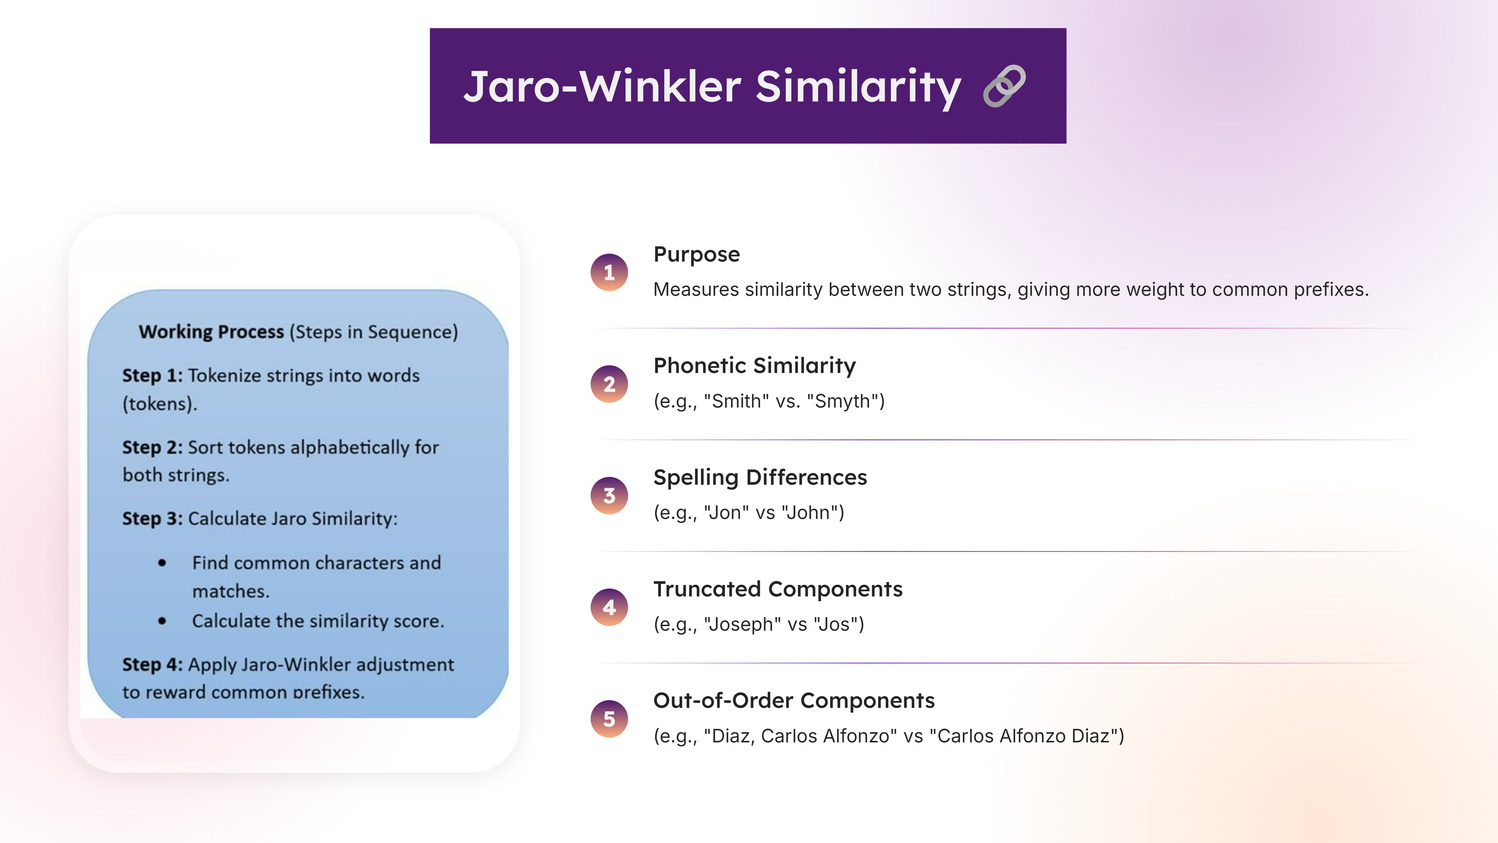 Jaro-Winkler Similarity
Working Process (Steps in Sequence)
Step 1: Tokenize strings into words
(tokens).
Step 2: Sort tokens alphabetically for
both strings.
Step 3: Calculate Jaro Similarity:
• Find common characters and
matches.
• Calculate the similarity score.
Step 4: Apply Jaro-Winkler adjustment
to reward common prefixes.
1
Purpose
Measures similarity between two strings, giving more weight to common prefixes.
2
Phonetic Similarity
(e.g., "Smith" vs. "Smyth")
3
Spelling Differences
(e.g., "Jon" vs "John")
4
Truncated Components
(e.g., "Joseph" vs "Jos")
5
Out-of-Order Components
(e.g., "Diaz, Carlos Alfonzo" vs "Carlos Alfonzo Diaz")